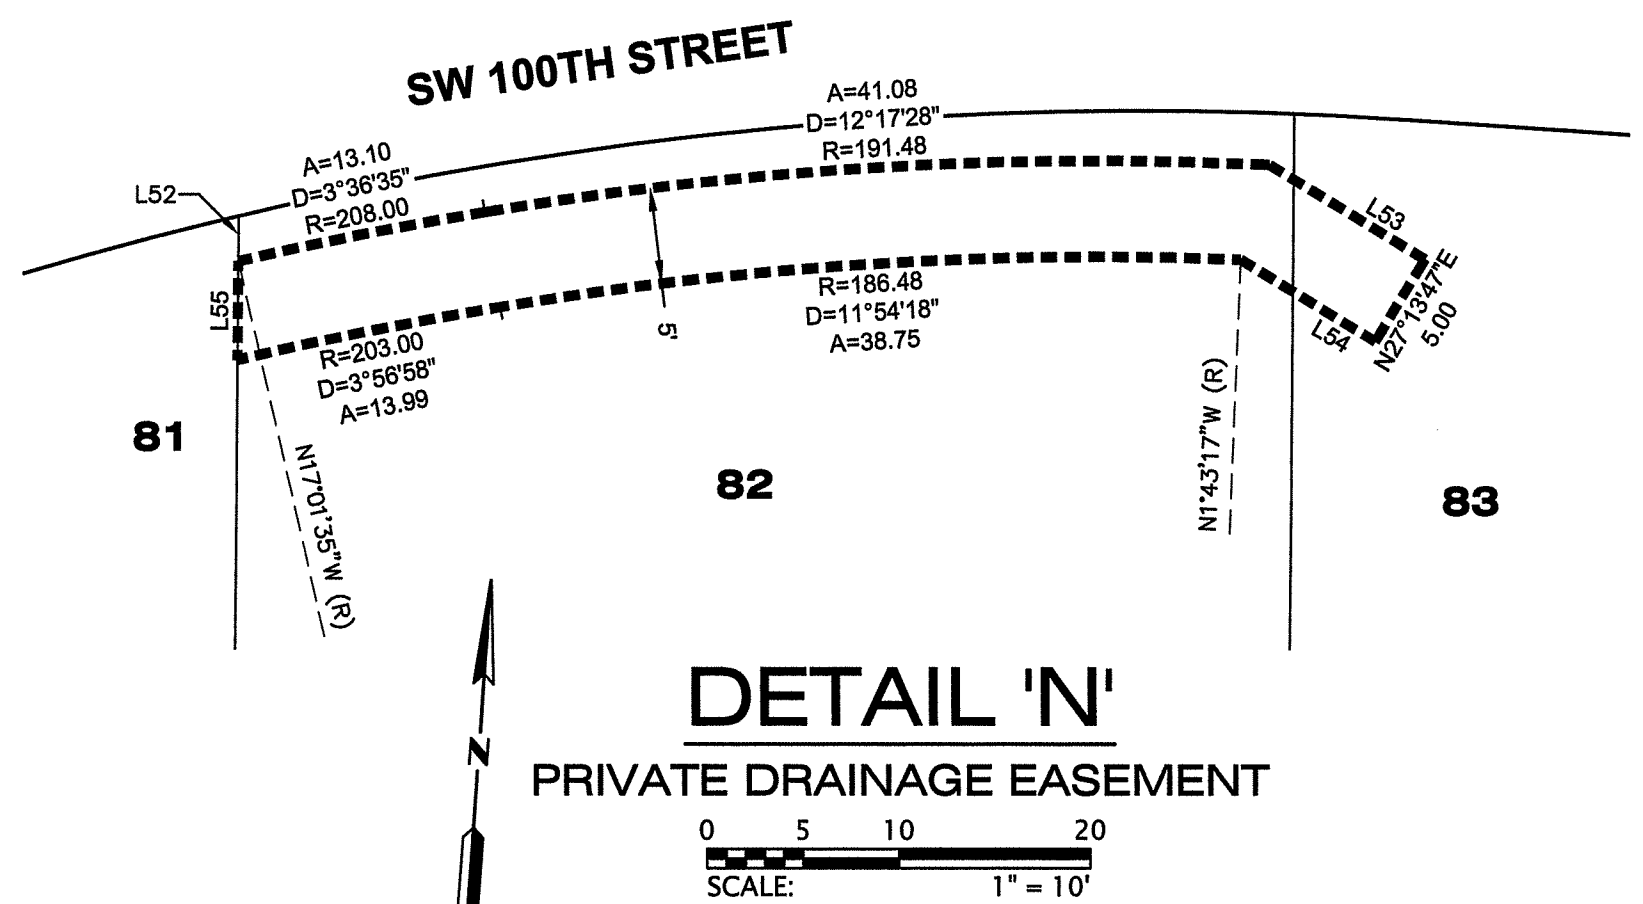 SW 100TH STREET
A=41.08
D=12°17'28"
R=191.48
A=13.10
D=3°36'35"
R=208.00
L52
L53
L55
N27°13'47"E
5.00
L54
5'
R=186.48
D=11°54'18"
A=38.75
R=203.00
D=3°56'58"
A=13.99
N17°01'35"W (R)
N1°43'17"W (R)
81
82
83
N
DETAIL 'N'
PRIVATE DRAINAGE EASEMENT
0 5 10 20
SCALE: 1" = 10'